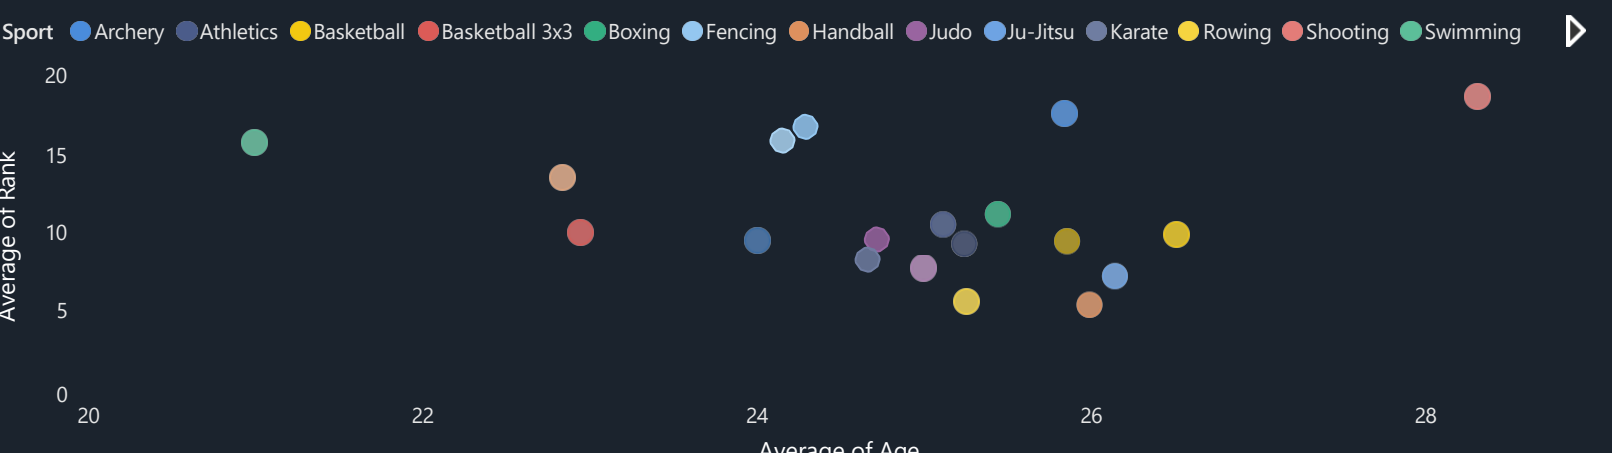 Sport Archery Athletics Basketball Basketball 3x3 Boxing Fencing Handball Judo Ju-Jitsu Karate Rowing Shooting Swimming
20
15
10
5
0
Average of Rank
20 22 24 26 28
Average of Age